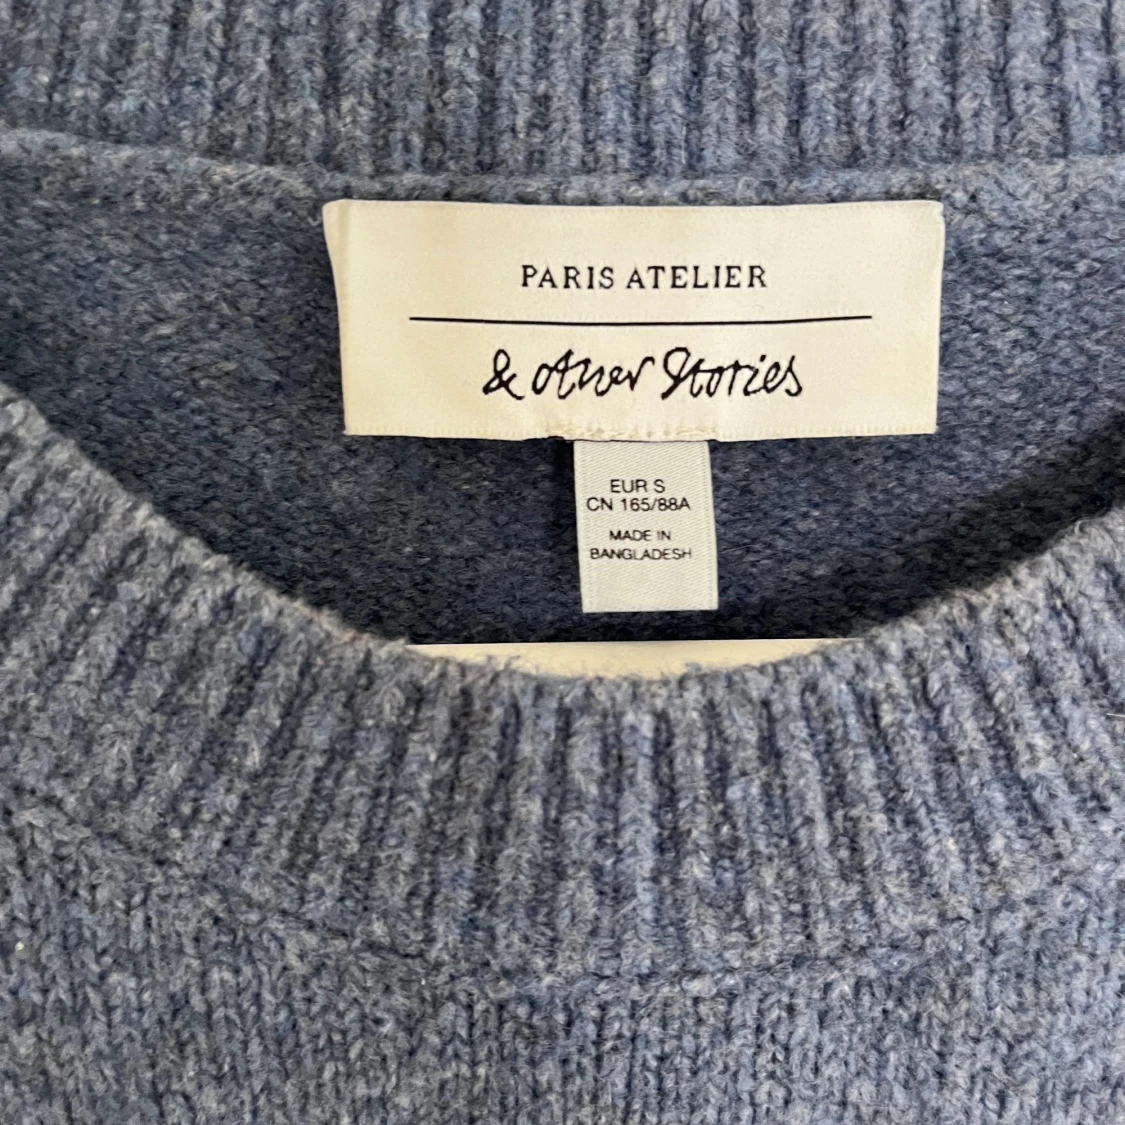 PARIS ATELIER
& other Stories
EUR S
CN 165/88A
MADE IN
BANGLADESH